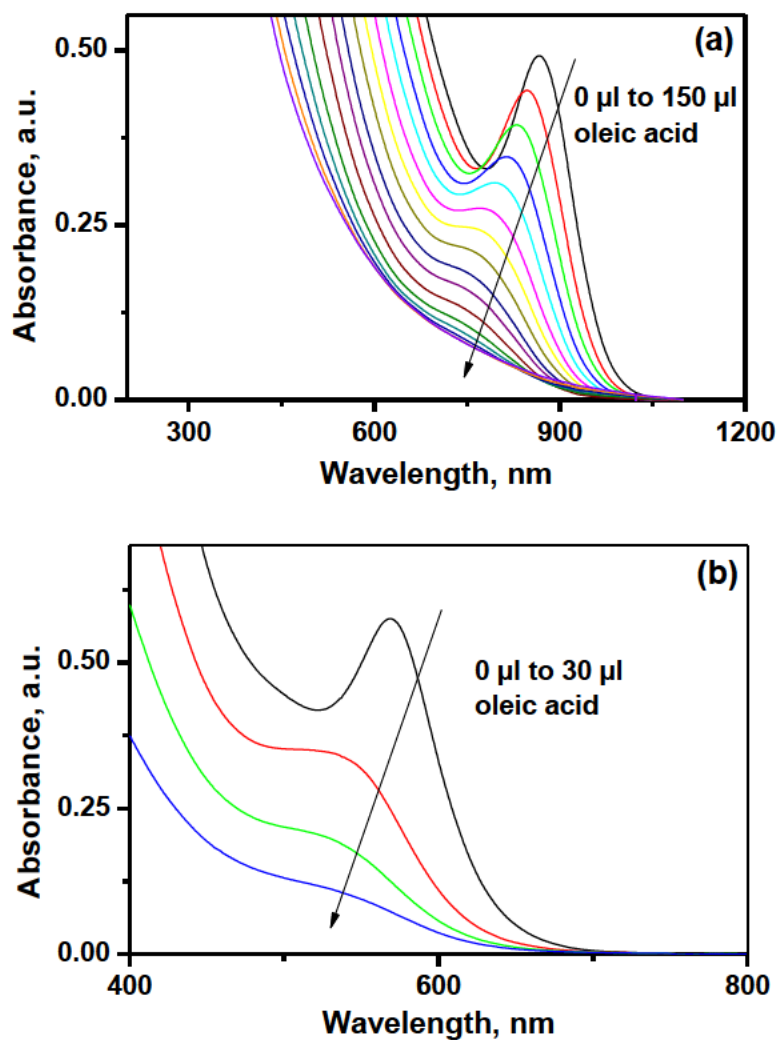 (a)
0.50
0 µl to 150 µl
oleic acid
0.25
0.00
300 600 900 1200
Absorbance, a.u.
Wavelength, nm
(b)
0.50
0 µl to 30 µl
oleic acid
0.25
0.00
400 600 800
Absorbance, a.u.
Wavelength, nm